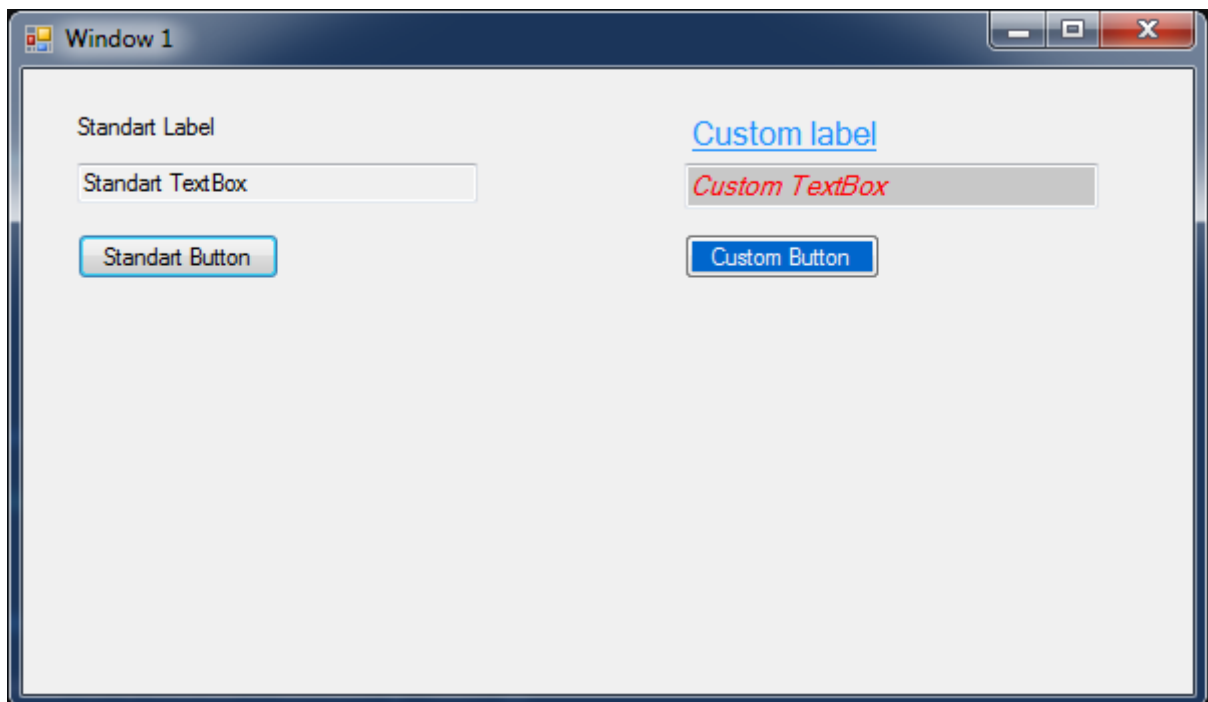 Window 1
Standart Label
Custom label
Standart TextBox
Custom TextBox
Standart Button
Custom Button